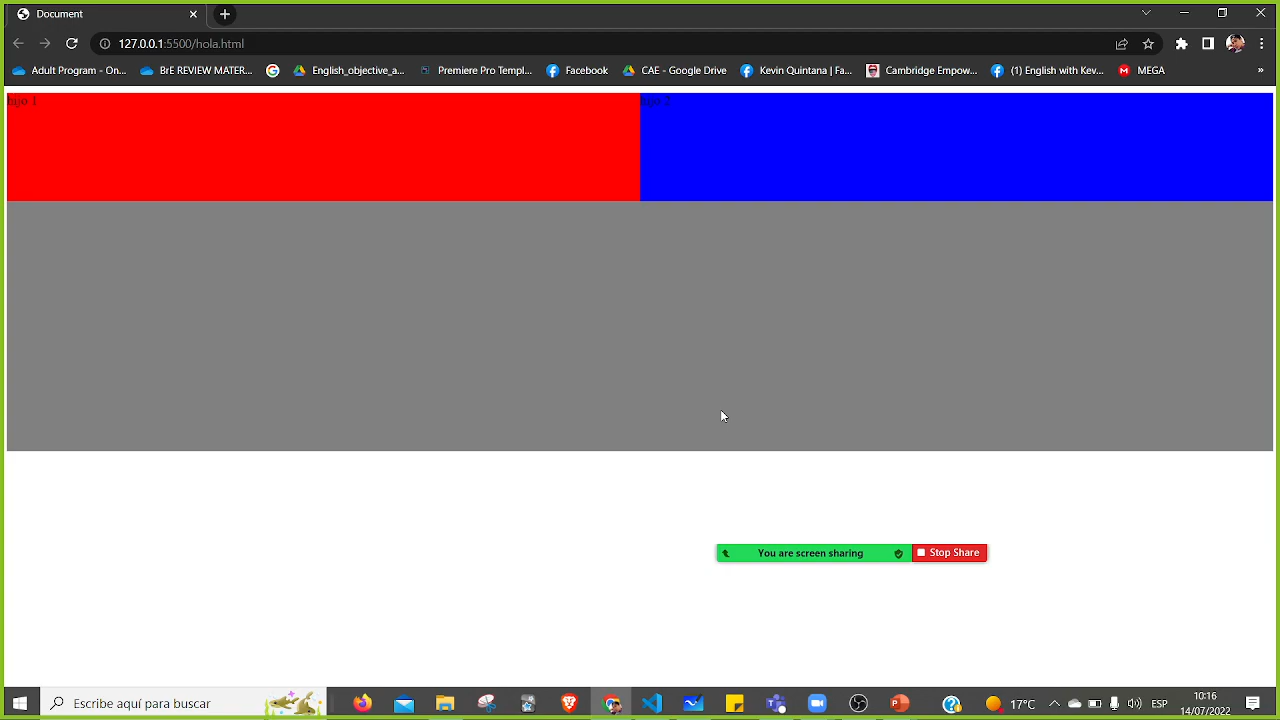 Document
127.0.0.1:5500/hola.html
Adult Program - On...
BrE REVIEW MATER...
English_objective_a...
Premiere Pro Templ...
Facebook
CAE - Google Drive
Kevin Quintana | Fa...
Cambridge Empow...
(1) English with Kev...
MEGA
»
hijo 1
hijo 2
You are screen sharing
Stop Share
Escribe aquí para buscar
17°C
ESP
10:16
14/07/2022